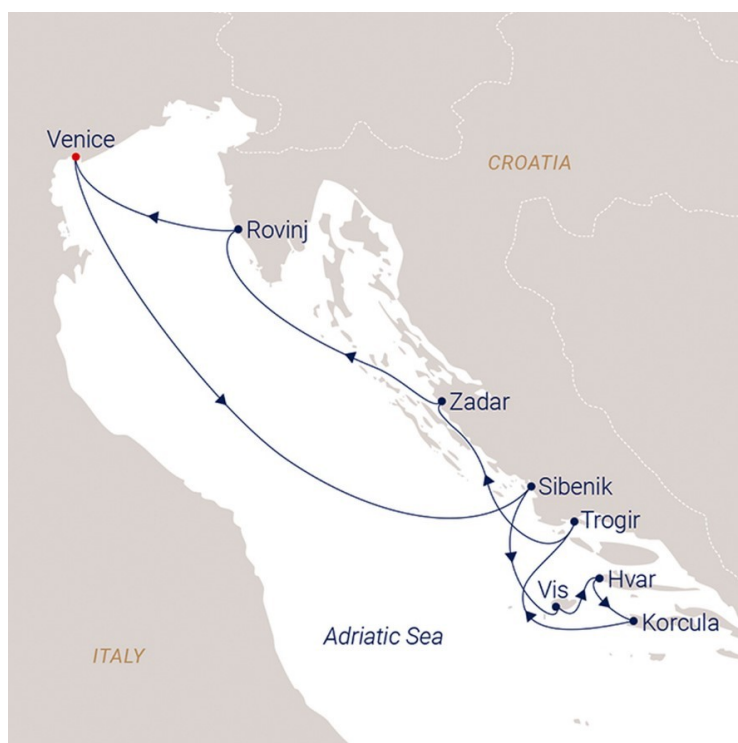 Venice
CROATIA
Rovinj
Zadar
Sibenik
Trogir
Hvar
Vis
Korcula
Adriatic Sea
ITALY